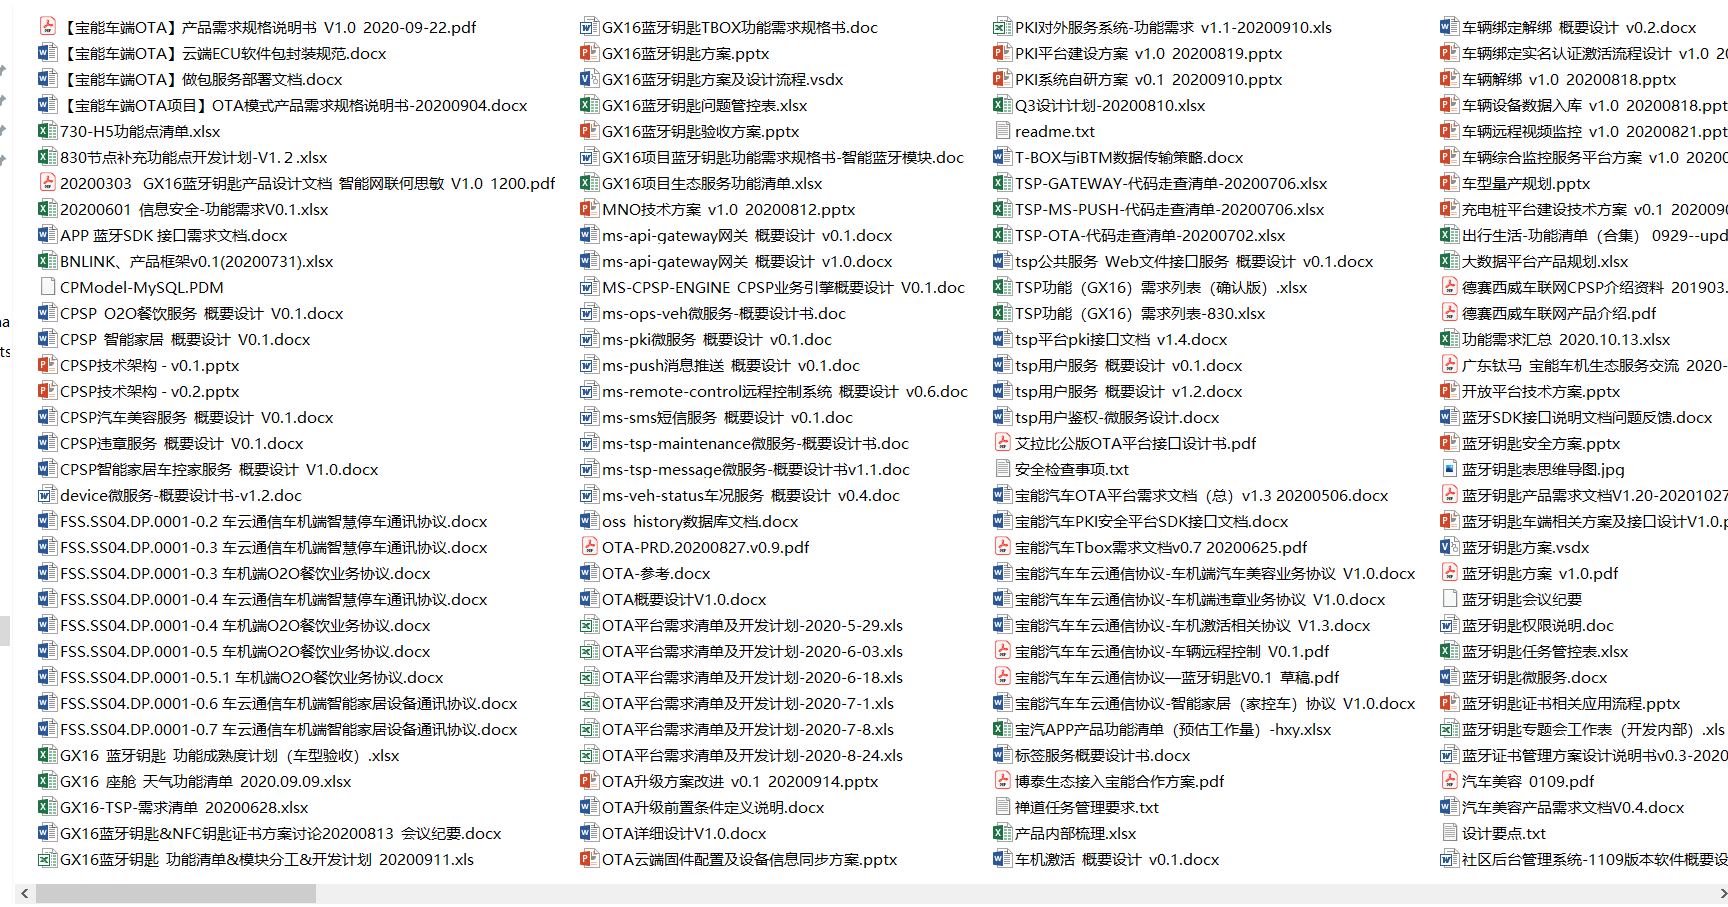 【宝能车端OTA】产品需求规格说明书 V1.0 2020-09-22.pdf
【宝能车端OTA】云端ECU软件包封装规范.docx
【宝能车端OTA】做包服务部署文档.docx
【宝能车端OTA项目】OTA模式产品需求规格说明书-20200904.docx
730-H5功能点清单.xlsx
830节点补充功能点开发计划-V1. 2 .xlsx
20200303 GX16蓝牙钥匙产品设计文档 智能网联何思敏 V1.0 1200.pdf
20200601 信息安全-功能需求V0.1.xlsx
APP 蓝牙SDK 接口需求文档.docx
BNLINK、产品框架v0.1(20200731).xlsx
CPModel-MySQL.PDM
CPSP O2O餐饮服务 概要设计 V0.1.docx
CPSP 智能家居 概要设计 V0.1.docx
CPSP技术架构 - v0.1.pptx
CPSP技术架构 - v0.2.pptx
CPSP汽车美容服务 概要设计 V0.1.docx
CPSP违章服务 概要设计 V0.1.docx
CPSP智能家居车控家服务 概要设计 V1.0.docx
device微服务-概要设计书-v1.2.doc
FSS.SS04.DP.0001-0.2 车云通信车机端智慧停车通讯协议.docx
FSS.SS04.DP.0001-0.3 车云通信车机端智慧停车通讯协议.docx
FSS.SS04.DP.0001-0.3 车机端O2O餐饮业务协议.docx
FSS.SS04.DP.0001-0.4 车云通信车机端智慧停车通讯协议.docx
FSS.SS04.DP.0001-0.4 车机端O2O餐饮业务协议.docx
FSS.SS04.DP.0001-0.5 车机端O2O餐饮业务协议.docx
FSS.SS04.DP.0001-0.5.1 车机端O2O餐饮业务协议.docx
FSS.SS04.DP.0001-0.6 车云通信车机端智能家居设备通讯协议.docx
FSS.SS04.DP.0001-0.7 车云通信车机端智能家居设备通讯协议.docx
GX16 蓝牙钥匙 功能成熟度计划（车型验收）.xlsx
GX16 座舱 天气功能清单 2020.09.09.xlsx
GX16-TSP-需求清单 20200628.xlsx
GX16蓝牙钥匙&NFC钥匙证书方案讨论20200813 会议纪要.docx
GX16蓝牙钥匙 功能清单&模块分工&开发计划 20200911.xls
GX16蓝牙钥匙TBOX功能需求规格书.doc
GX16蓝牙钥匙方案.pptx
GX16蓝牙钥匙方案及设计流程.vsdx
GX16蓝牙钥匙问题管控表.xlsx
GX16蓝牙钥匙验收方案.pptx
GX16项目蓝牙钥匙功能需求规格书-智能蓝牙模块.doc
GX16项目生态服务功能清单.xlsx
MNO技术方案 v1.0 20200812.pptx
ms-api-gateway网关 概要设计 v0.1.docx
ms-api-gateway网关 概要设计 v1.0.docx
MS-CPSP-ENGINE CPSP业务引擎概要设计 V0.1.doc
ms-ops-veh微服务-概要设计书.doc
ms-pki微服务 概要设计 v0.1.doc
ms-push消息推送 概要设计 v0.1.doc
ms-remote-control远程控制系统 概要设计 v0.6.doc
ms-sms短信服务 概要设计 v0.1.doc
ms-tsp-maintenance微服务-概要设计书.doc
ms-tsp-message微服务-概要设计书v1.1.doc
ms-veh-status车况服务 概要设计 v0.4.doc
oss history数据库文档.docx
OTA-PRD.20200827.v0.9.pdf
OTA-参考.docx
OTA概要设计V1.0.docx
OTA平台需求清单及开发计划-2020-5-29.xls
OTA平台需求清单及开发计划-2020-6-03.xls
OTA平台需求清单及开发计划-2020-6-18.xls
OTA平台需求清单及开发计划-2020-7-1.xls
OTA平台需求清单及开发计划-2020-7-8.xls
OTA平台需求清单及开发计划-2020-8-24.xls
OTA升级方案改进 v0.1 20200914.pptx
OTA升级前置条件定义说明.docx
OTA详细设计V1.0.docx
OTA云端固件配置及设备信息同步方案.pptx
PKI对外服务系统-功能需求 v1.1-20200910.xls
PKI平台建设方案 v1.0 20200819.pptx
PKI系统自研方案 v0.1 20200910.pptx
Q3设计计划-20200810.xlsx
readme.txt
T-BOX与iBTM数据传输策略.docx
TSP-GATEWAY-代码走查清单-20200706.xlsx
TSP-MS-PUSH-代码走查清单-20200706.xlsx
TSP-OTA-代码走查清单-20200702.xlsx
tsp公共服务 Web文件接口服务 概要设计 v0.1.docx
TSP功能（GX16）需求列表（确认版）.xlsx
TSP功能（GX16）需求列表-830.xlsx
tsp平台pki接口文档 v1.4.docx
tsp用户服务 概要设计 v0.1.docx
tsp用户服务 概要设计 v1.2.docx
tsp用户鉴权-微服务设计.docx
艾拉比公版OTA平台接口设计书.pdf
安全检查事项.txt
宝能汽车OTA平台需求文档（总）v1.3 20200506.docx
宝能汽车PKI安全平台SDK接口文档.docx
宝能汽车Tbox需求文档v0.7 20200625.pdf
宝能汽车车云通信协议-车机端汽车美容业务协议 V1.0.docx
宝能汽车车云通信协议-车机端违章业务协议 V1.0.docx
宝能汽车车云通信协议-车机激活相关协议 V1.3.docx
宝能汽车车云通信协议-车辆远程控制 V0.1.pdf
宝能汽车车云通信协议—蓝牙钥匙V0.1 草稿.pdf
宝能汽车车云通信协议-智能家居（家控车）协议 V1.0.docx
宝汽APP产品功能清单（预估工作量）-hxy.xlsx
标签服务概要设计书.docx
博泰生态接入宝能合作方案.pdf
禅道任务管理要求.txt
产品内部梳理.xlsx
车机激活 概要设计 v0.1.docx
车辆绑定解绑 概要设计 v0.2.docx
车辆绑定实名认证激活流程设计 v1.0 20
车辆解绑 v1.0 20200818.pptx
车辆设备数据入库 v1.0 20200818.ppt
车辆远程视频监控 v1.0 20200821.ppt
车辆综合监控服务平台方案 v1.0 20200
车型量产规划.pptx
充电桩平台建设技术方案 v0.1 2020090
出行生活-功能清单（合集） 0929--upd
大数据平台产品规划.xlsx
德赛西威车联网CPSP介绍资料 201903.
德赛西威车联网产品介绍.pdf
功能需求汇总 2020.10.13.xlsx
广东钛马 宝能车机生态服务交流 2020-
开放平台技术方案.pptx
蓝牙SDK接口说明文档问题反馈.docx
蓝牙钥匙安全方案.pptx
蓝牙钥匙表思维导图.jpg
蓝牙钥匙产品需求文档V1.20-20201027
蓝牙钥匙车端相关方案及接口设计V1.0.p
蓝牙钥匙方案.vsdx
蓝牙钥匙方案 v1.0.pdf
蓝牙钥匙会议纪要
蓝牙钥匙权限说明.doc
蓝牙钥匙任务管控表.xlsx
蓝牙钥匙微服务.docx
蓝牙钥匙证书相关应用流程.pptx
蓝牙钥匙专题会工作表（开发内部）.xls
蓝牙证书管理方案设计说明书v0.3-2020
汽车美容 0109.pdf
汽车美容产品需求文档V0.4.docx
设计要点.txt
社区后台管理系统-1109版本软件概要设